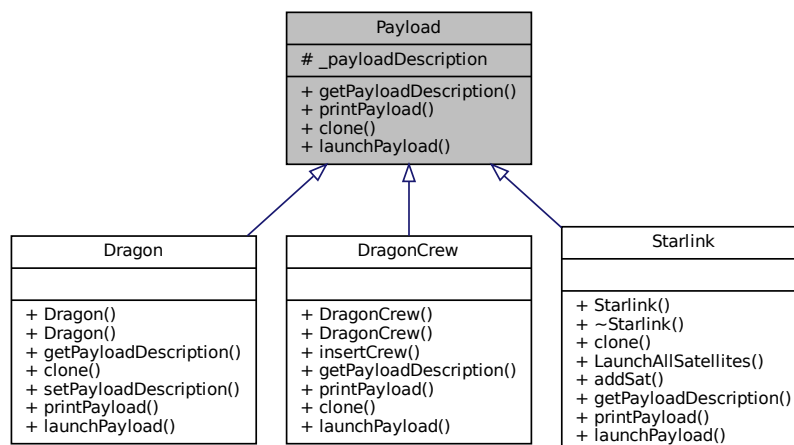 Payload
# _payloadDescription
+ getPayloadDescription()
+ printPayload()
+ clone()
+ launchPayload()
Dragon
+ Dragon()
+ Dragon()
+ getPayloadDescription()
+ clone()
+ setPayloadDescription()
+ printPayload()
+ launchPayload()
DragonCrew
+ DragonCrew()
+ DragonCrew()
+ insertCrew()
+ getPayloadDescription()
+ printPayload()
+ clone()
+ launchPayload()
Starlink
+ Starlink()
+ ~Starlink()
+ clone()
+ LaunchAllSatellites()
+ addSat()
+ getPayloadDescription()
+ printPayload()
+ launchPayload()